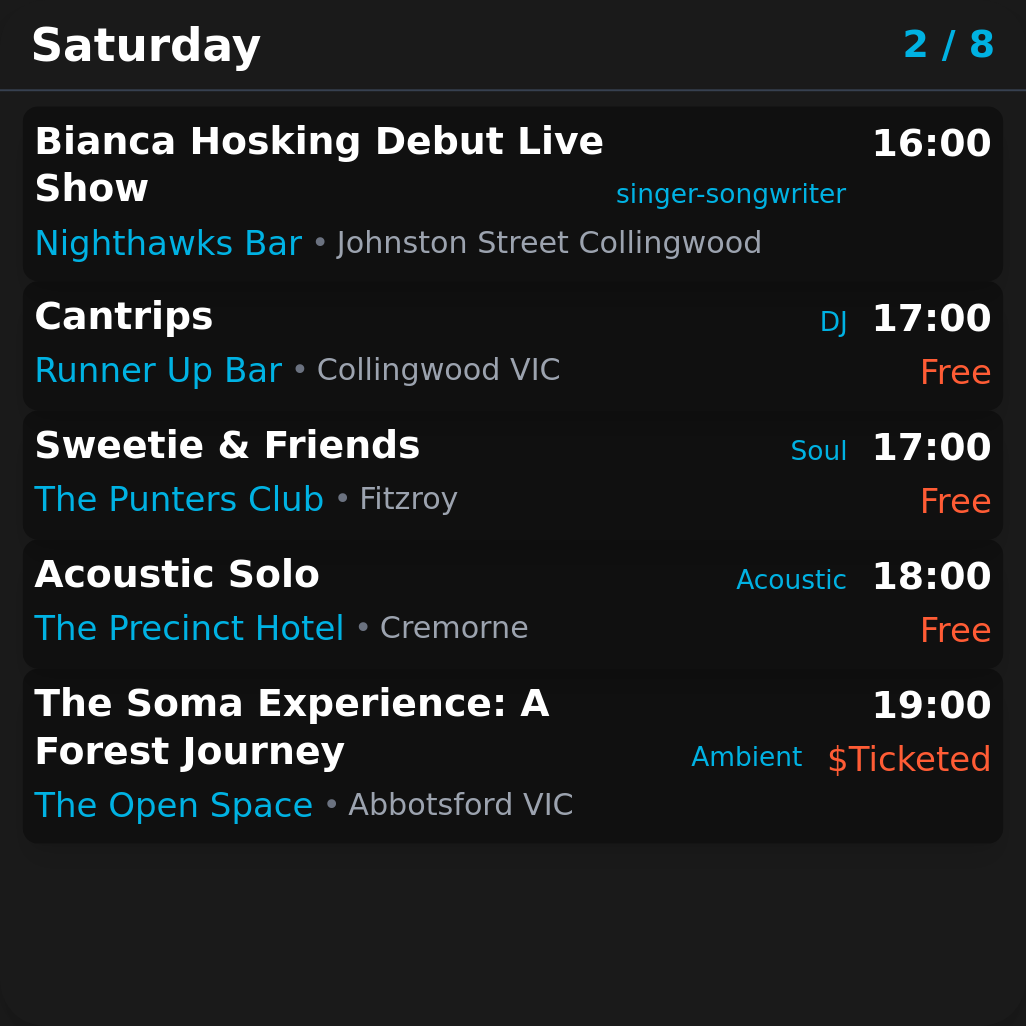 Saturday 2 / 8
Bianca Hosking Debut Live 16:00
Show singer-songwriter
Nighthawks Bar • Johnston Street Collingwood
Cantrips DJ 17:00
Runner Up Bar • Collingwood VIC Free
Sweetie & Friends Soul 17:00
The Punters Club • Fitzroy Free
Acoustic Solo Acoustic 18:00
The Precinct Hotel • Cremorne Free
The Soma Experience: A 19:00
Forest Journey Ambient $Ticketed
The Open Space • Abbotsford VIC